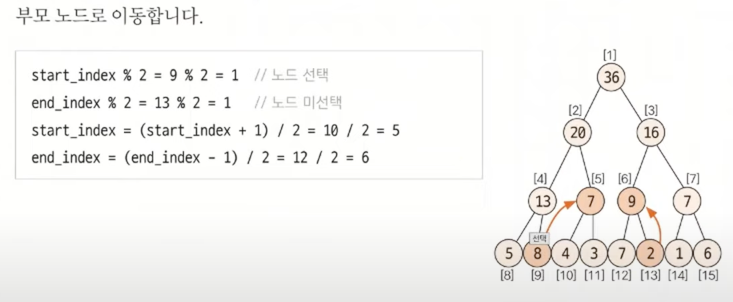 부모 노드로 이동합니다.
start_index % 2 = 9 % 2 = 1 // 노드 선택
end_index % 2 = 13 % 2 = 1 // 노드 미선택
start_index = (start_index + 1) / 2 = 10 / 2 = 5
end_index = (end_index - 1) / 2 = 12 / 2 = 6
[1]
36
[2] [3]
20 16
[4] [5] [6] [7]
13 7 9 7
선택
5 8 4 3 7 2 1 6
[8] [9] [10] [11] [12] [13] [14] [15]